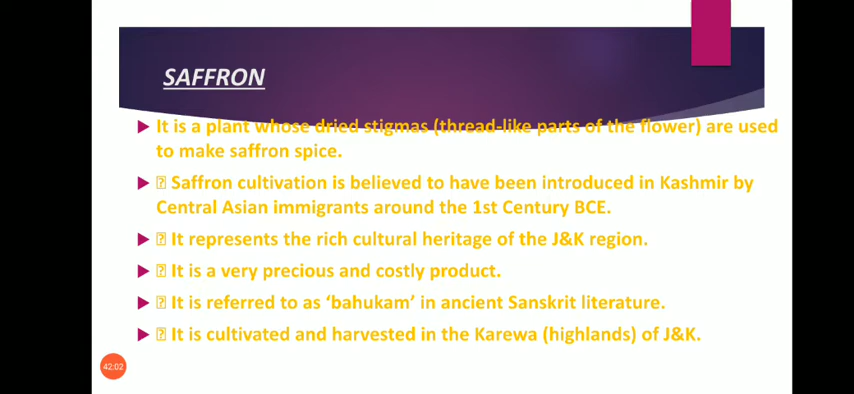 SAFFRON
It is a plant whose dried stigmas (thread-like parts of the flower) are used
to make saffron spice.
Saffron cultivation is believed to have been introduced in Kashmir by
Central Asian immigrants around the 1st Century BCE.
It represents the rich cultural heritage of the J&K region.
It is a very precious and costly product.
It is referred to as ‘bahukam’ in ancient Sanskrit literature.
It is cultivated and harvested in the Karewa (highlands) of J&K.
42:02